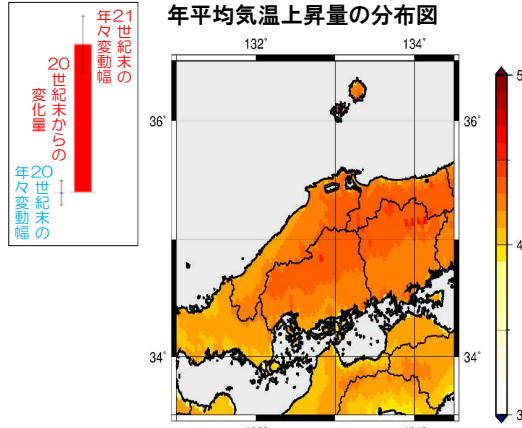 年平均気温上昇量の分布図
21世紀末の
年々変動幅
20世紀末からの
変化量
20世紀末の
年々変動幅
132°
134°
36°
36°
34°
34°
5
4
3